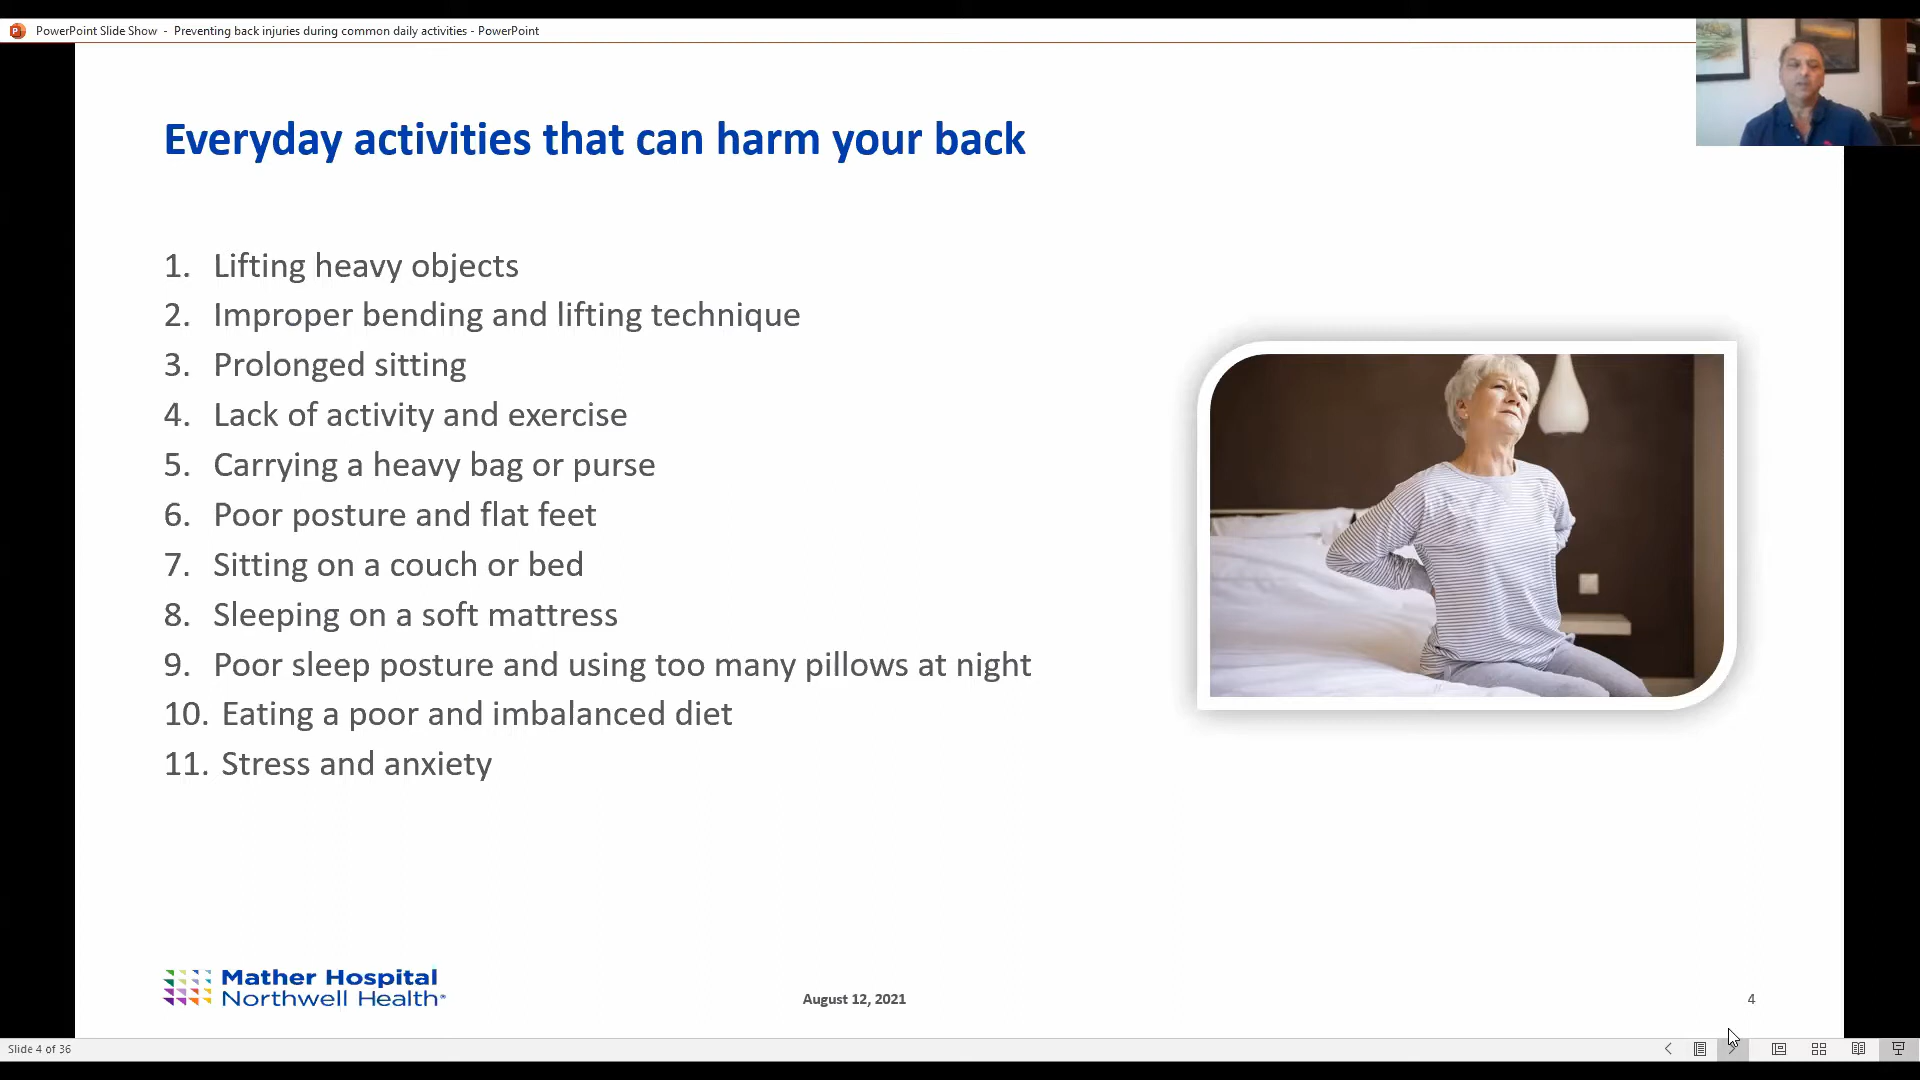 PowerPoint Slide Show - Preventing back injuries during common daily activities - PowerPoint
Everyday activities that can harm your back
1. Lifting heavy objects
2. Improper bending and lifting technique
3. Prolonged sitting
4. Lack of activity and exercise
5. Carrying a heavy bag or purse
6. Poor posture and flat feet
7. Sitting on a couch or bed
8. Sleeping on a soft mattress
9. Poor sleep posture and using too many pillows at night
10. Eating a poor and imbalanced diet
11. Stress and anxiety
Mather Hospital
Northwell Health®
August 12, 2021
4
Slide 4 of 36